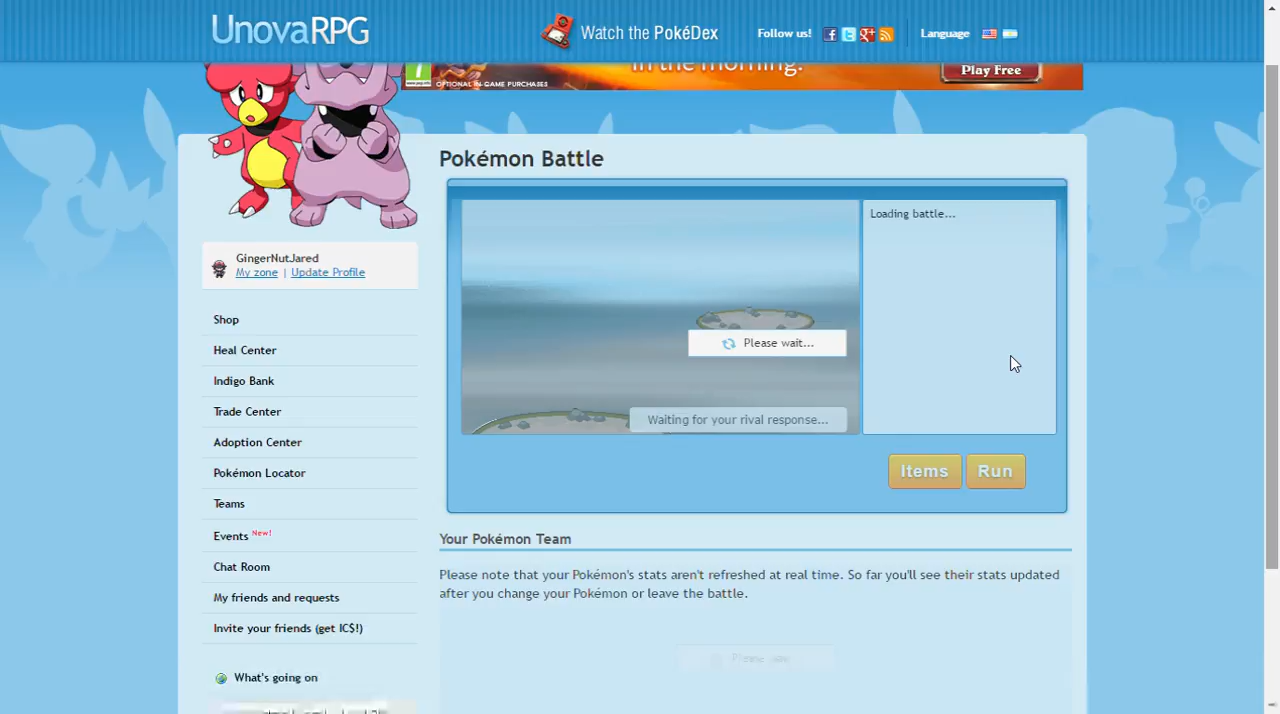 UnovaRPG
Watch the PokéDex
Follow us!
Language
in the morning.
7
OPTIONAL IN-GAME PURCHASES
Play Free
Pokémon Battle
Loading battle...
GingerNutJared
My zone | Update Profile
Please wait...
Waiting for your rival response...
Items
Run
Shop
Heal Center
Indigo Bank
Trade Center
Adoption Center
Pokémon Locator
Teams
Events New!
Chat Room
My friends and requests
Invite your friends (get IC$!)
What's going on
Your Pokémon Team
Please note that your Pokémon's stats aren't refreshed at real time. So far you'll see their stats updated
after you change your Pokémon or leave the battle.
Please wait...